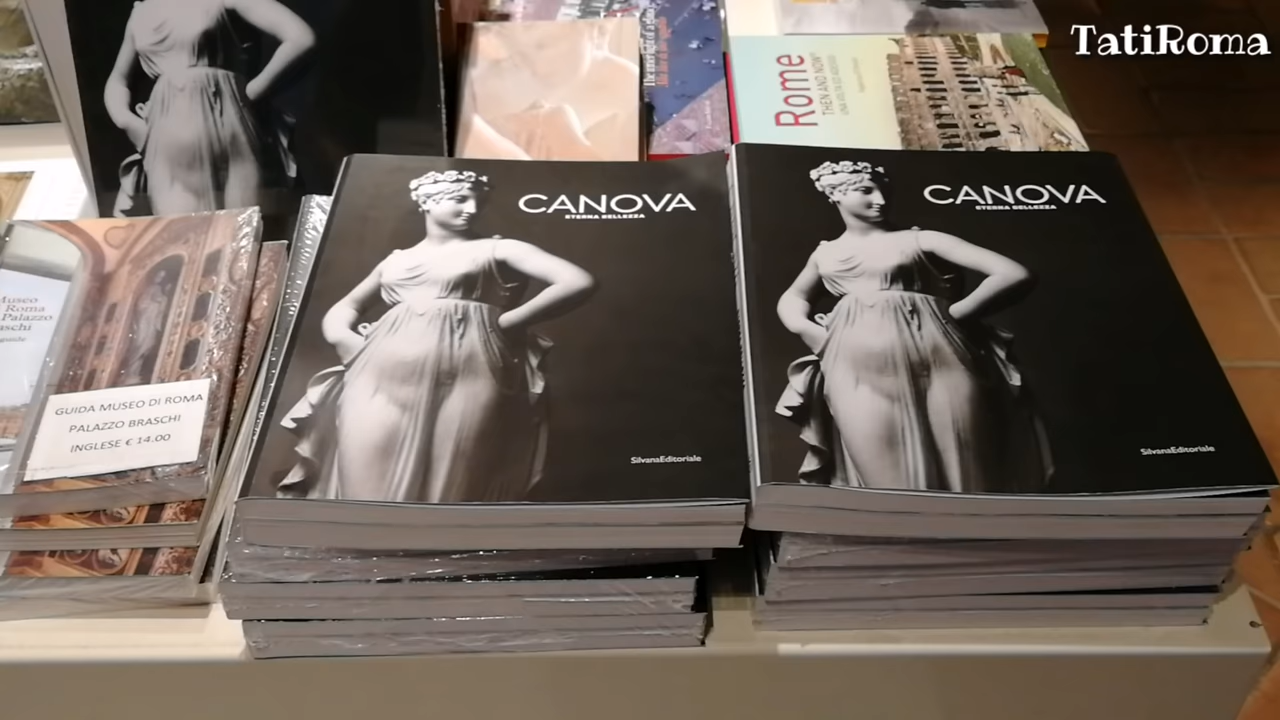 TatiRoma
Rome
THEN AND NOW
CANOVA
ETERNA BELLEZZA
SilvanaEditoriale
CANOVA
ETERNA BELLEZZA
SilvanaEditoriale
Museo
Roma
Palazzo
GUIDA MUSEO DI ROMA
PALAZZO BRASCHI
INGLESE € 14.00